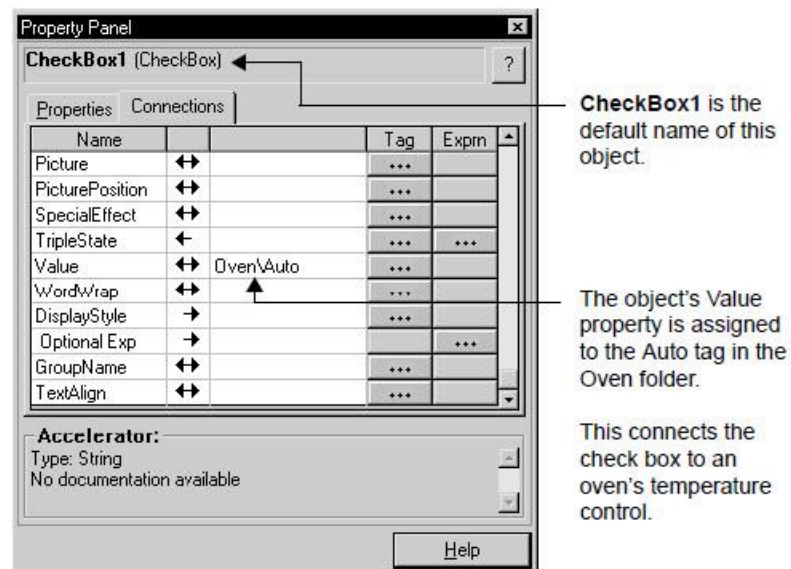 Property Panel
CheckBox1 (CheckBox)
?
Properties Connections
Name Tag Exprn
Picture ...
PicturePosition ...
SpecialEffect ...
TripleState ... ...
Value Oven\Auto ...
WordWrap ...
DisplayStyle ...
Optional Exp ...
GroupName ...
TextAlign ...
Accelerator:
Type: String
No documentation available
Help
CheckBox1 is the
default name of this
object.
The object's Value
property is assigned
to the Auto tag in the
Oven folder.
This connects the
check box to an
oven's temperature
control.